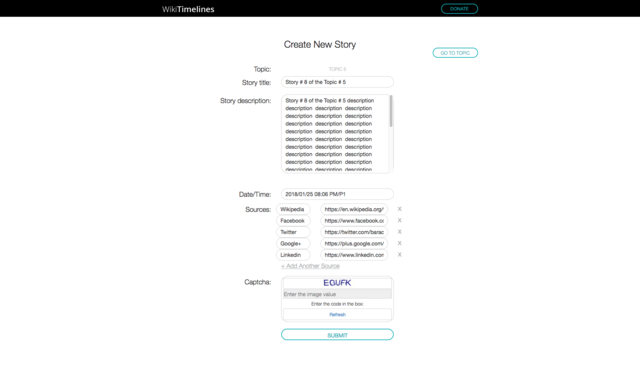 WikiTimelines
DONATE
Create New Story
GO TO TOPIC
Topic:
TOPIC 5
Story title:
Story # 8 of the Topic # 5
Story description:
Story # 8 of the Topic # 5 description
description description description
description description description
description description description
description description description
description description description
description description description
description description description
description description description
description description description
Date/Time:
2018/01/25 08:06 PM/P1
Sources:
Wikipedia https://en.wikipedia.org/ X
Facebook https://www.facebook.cc X
Twitter https://twitter.com/barac X
Google+ https://plus.google.com/ X
Linkedin https://www.linkedin.con X
+ Add Another Source
Captcha:
EGUFK
Enter the image value
Enter the code in the box:
Refresh
SUBMIT